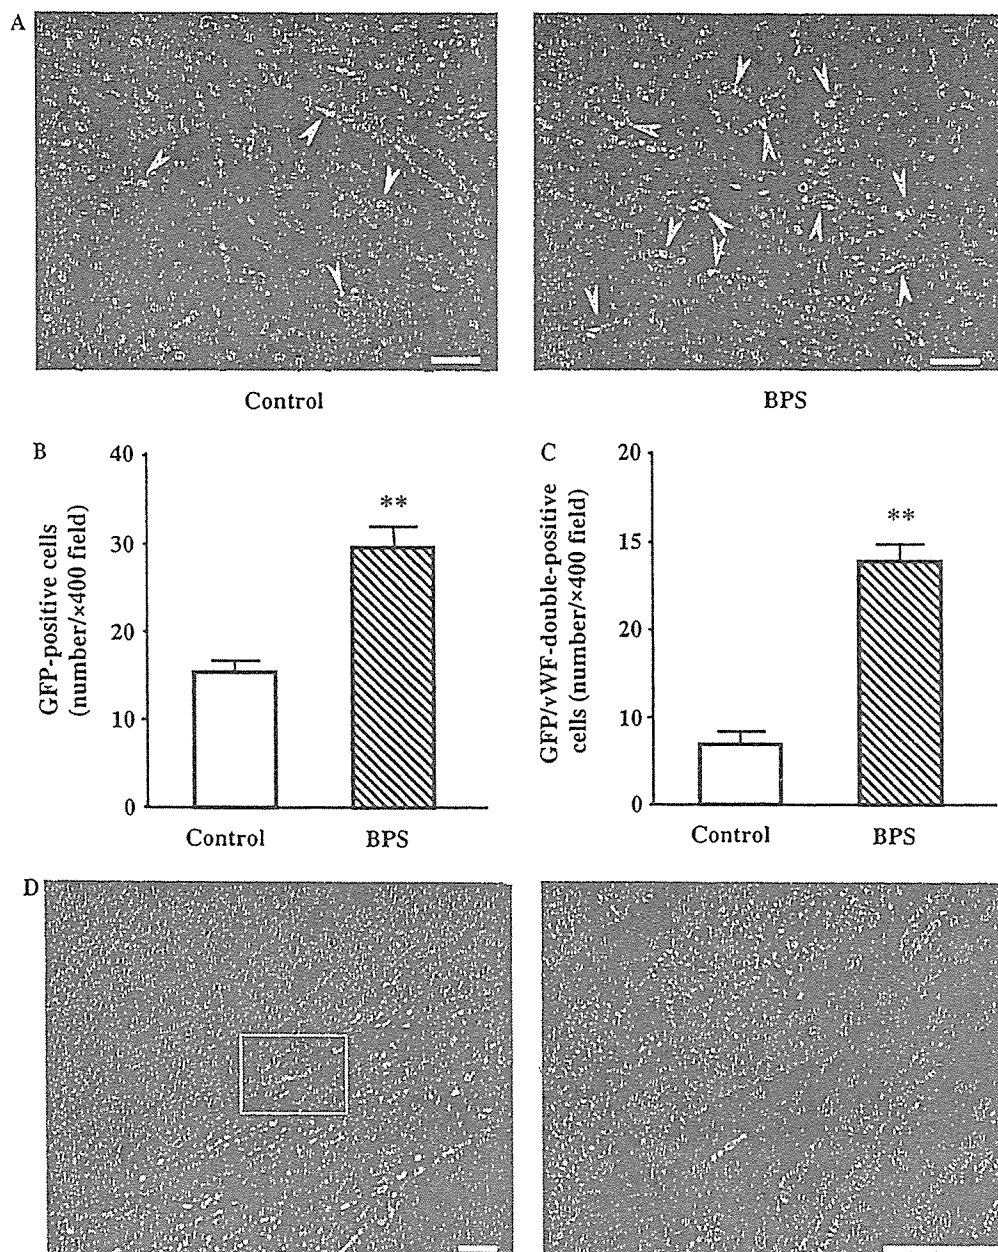 A
Control
BPS
B
GFP-positive cells
(number/×400 field)
40
30
20
10
0
**
Control
BPS
C
GFP/vWF-double-positive
cells (number/×400 field)
20
15
20
10
0
**
Control
BPS
D